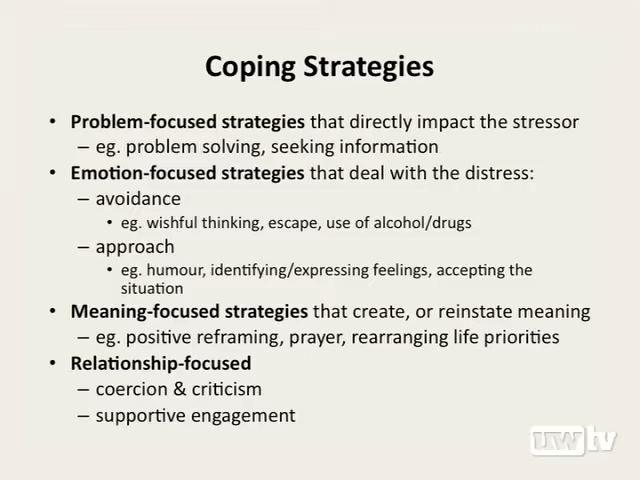 Coping Strategies
• Problem-focused strategies that directly impact the stressor
– eg. problem solving, seeking information
• Emotion-focused strategies that deal with the distress:
– avoidance
• eg. wishful thinking, escape, use of alcohol/drugs
– approach
• eg. humour, identifying/expressing feelings, accepting the
situation
• Meaning-focused strategies that create, or reinstate meaning
– eg. positive reframing, prayer, rearranging life priorities
• Relationship-focused
– coercion & criticism
– supportive engagement
uwtv